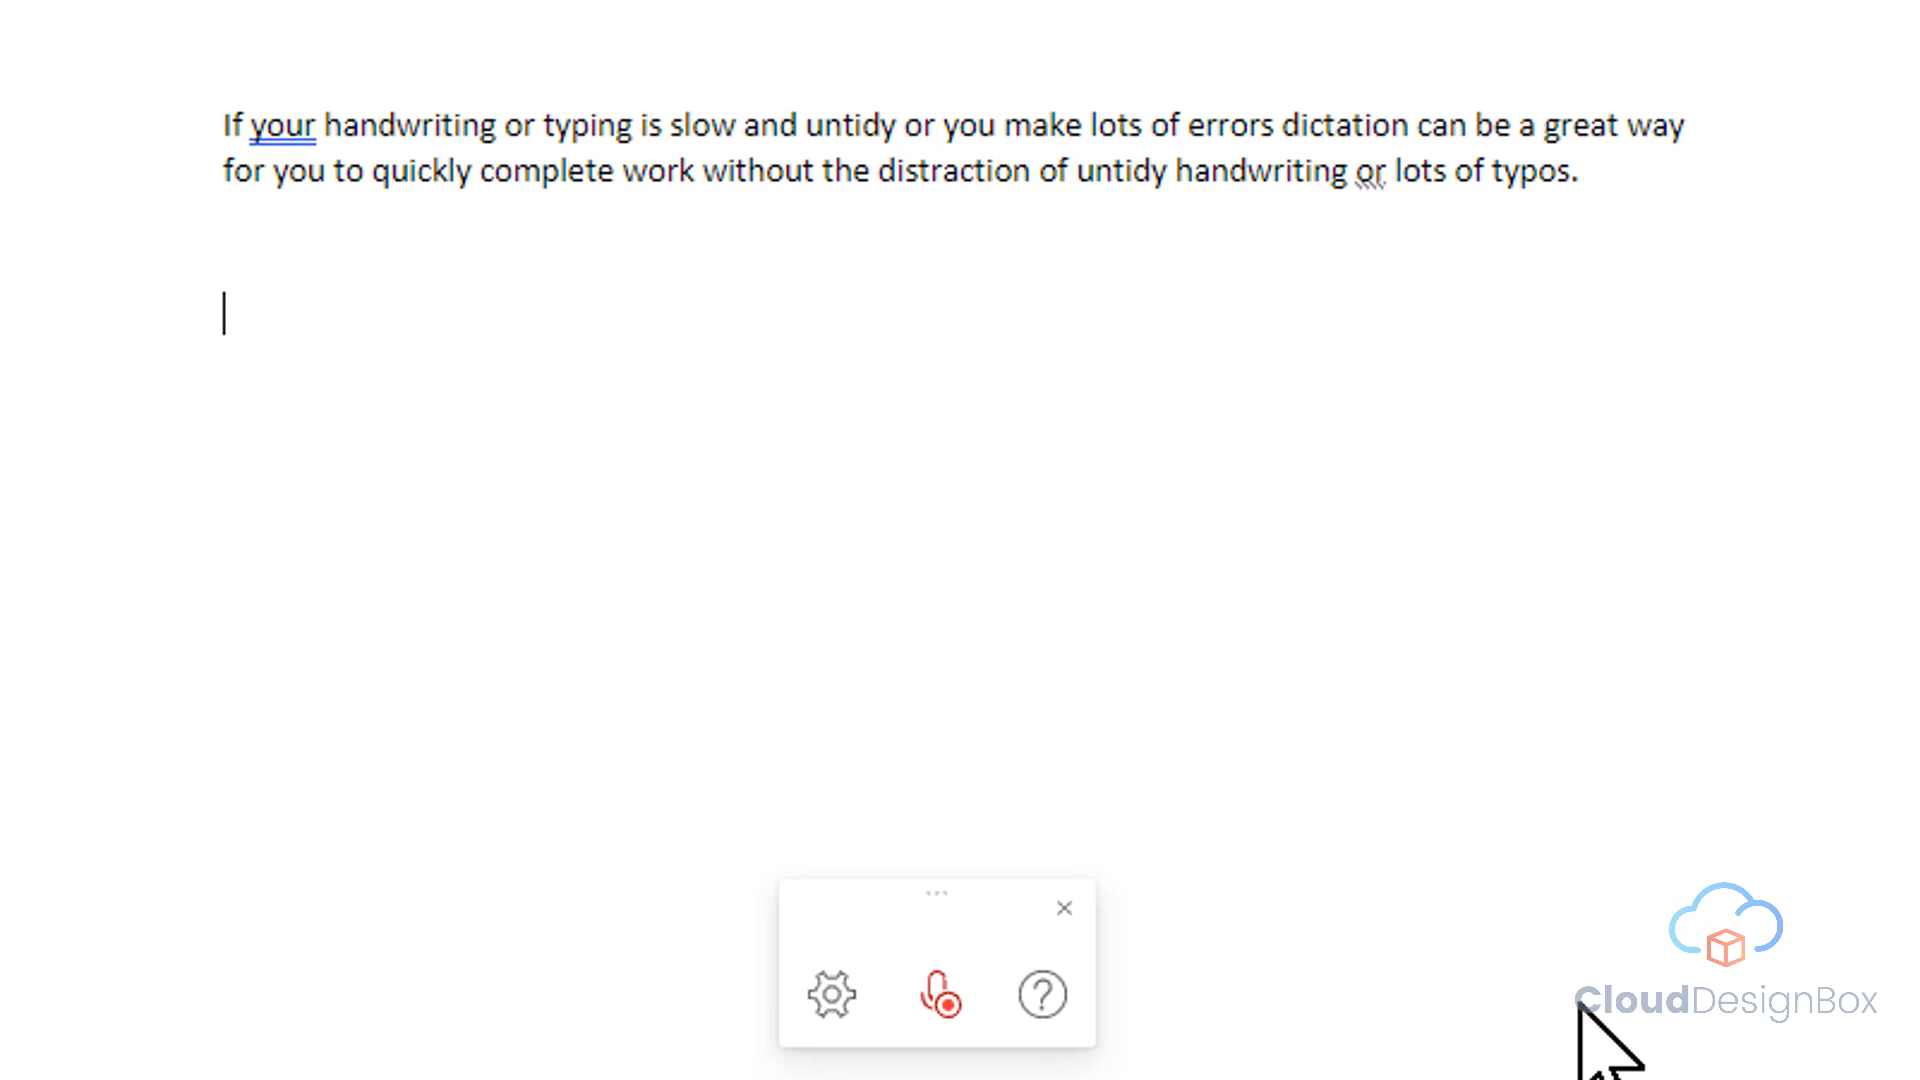 If your handwriting or typing is slow and untidy or you make lots of errors dictation can be a great way
for you to quickly complete work without the distraction of untidy handwriting or lots of typos.
CloudDesignBox